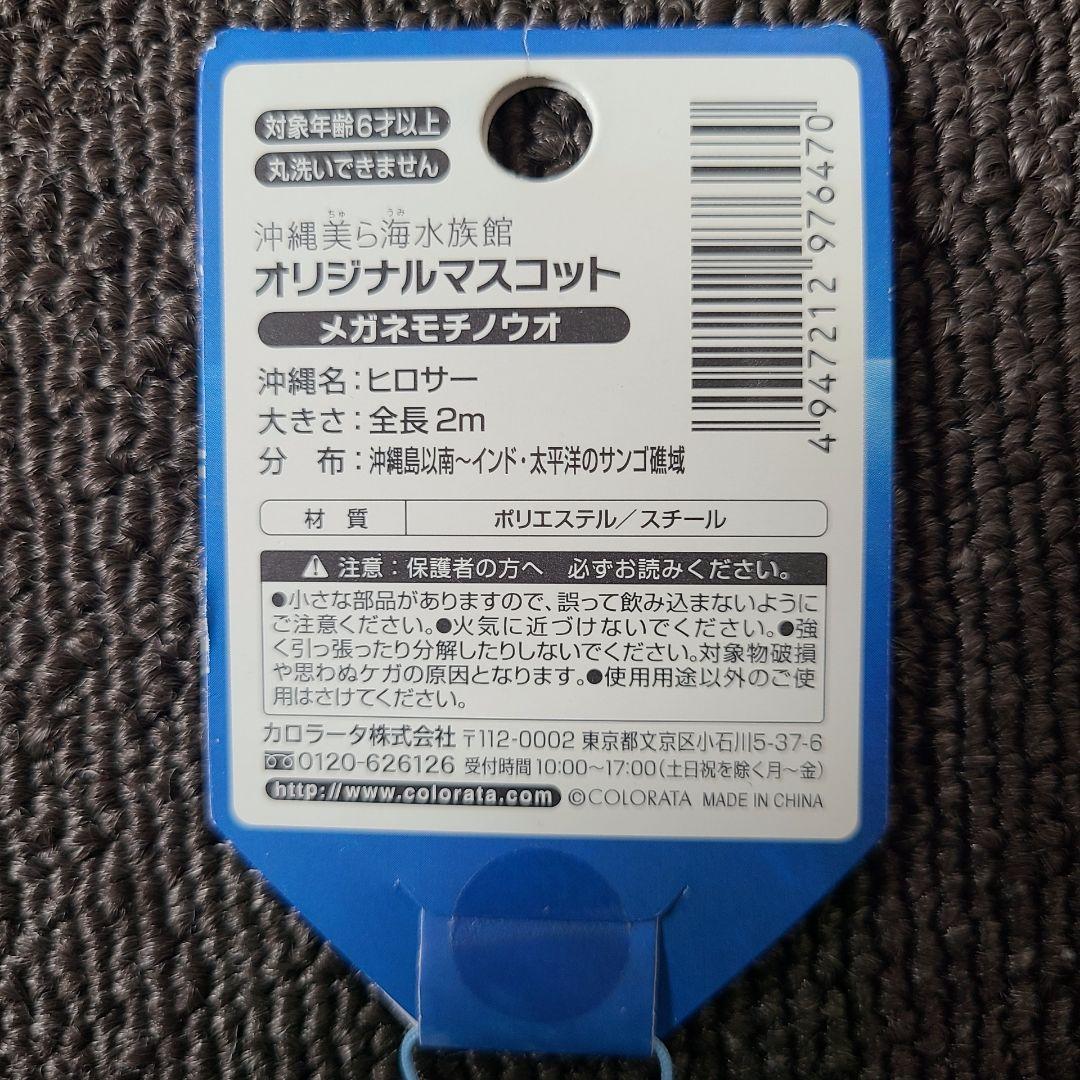 対象年齢6才以上
丸洗いできません
ちゅ うみ
沖縄美ら海水族館
オリジナルマスコット
メガネモチノウオ
沖縄名：ヒロサー
大きさ：全長2m
分　布：沖縄島以南～インド・太平洋のサンゴ礁域
材　質　ポリエステル／スチール
⚠注意：保護者の方へ　必ずお読みください。
●小さな部品がありますので、誤って飲み込まないように
ご注意ください。●火気に近づけないでください。●強
く引っ張ったり分解したりしないでください。対象物破損
や思わぬケガの原因となります。●使用用途以外のご使
用はさけてください。
カロラータ株式会社 〒112-0002 東京都文京区小石川5-37-6
0120-626126 受付時間10:00～17:00（土日祝を除く月～金）
http://www.colorata.com ©COLORATA MADE IN CHINA
4947212976470